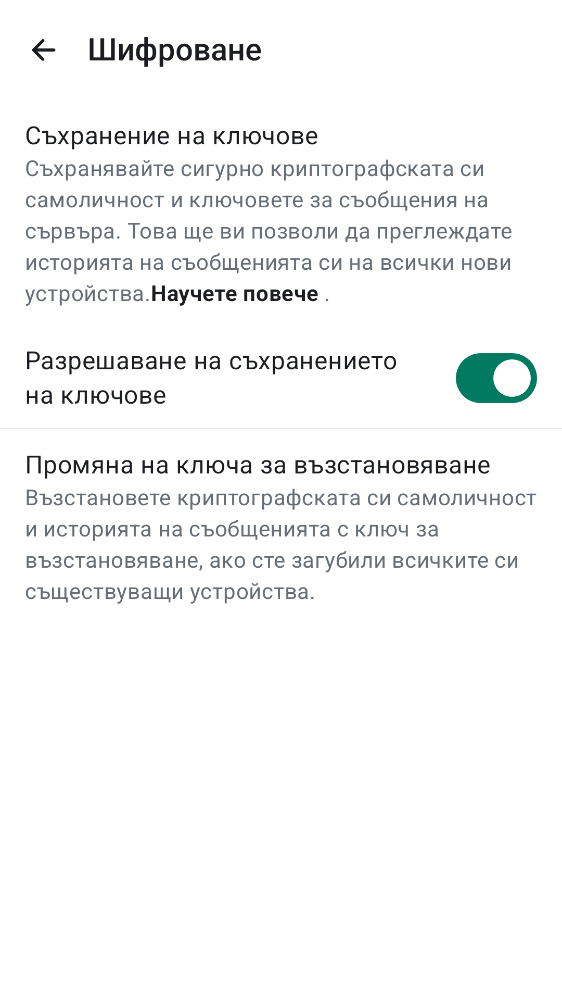 Шифроване
Съхранение на ключове
Съхранявайте сигурно криптографската си
самоличност и ключовете за съобщения на
сървъра. Това ще ви позволи да преглеждате
историята на съобщенията си на всички нови
устройства.Научете повече .
Разрешаване на съхранението
на ключове
Промяна на ключа за възстановяване
Възстановете криптографската си самоличност
и историята на съобщенията с ключ за
възстановяване, ако сте загубили всичките си
съществуващи устройства.